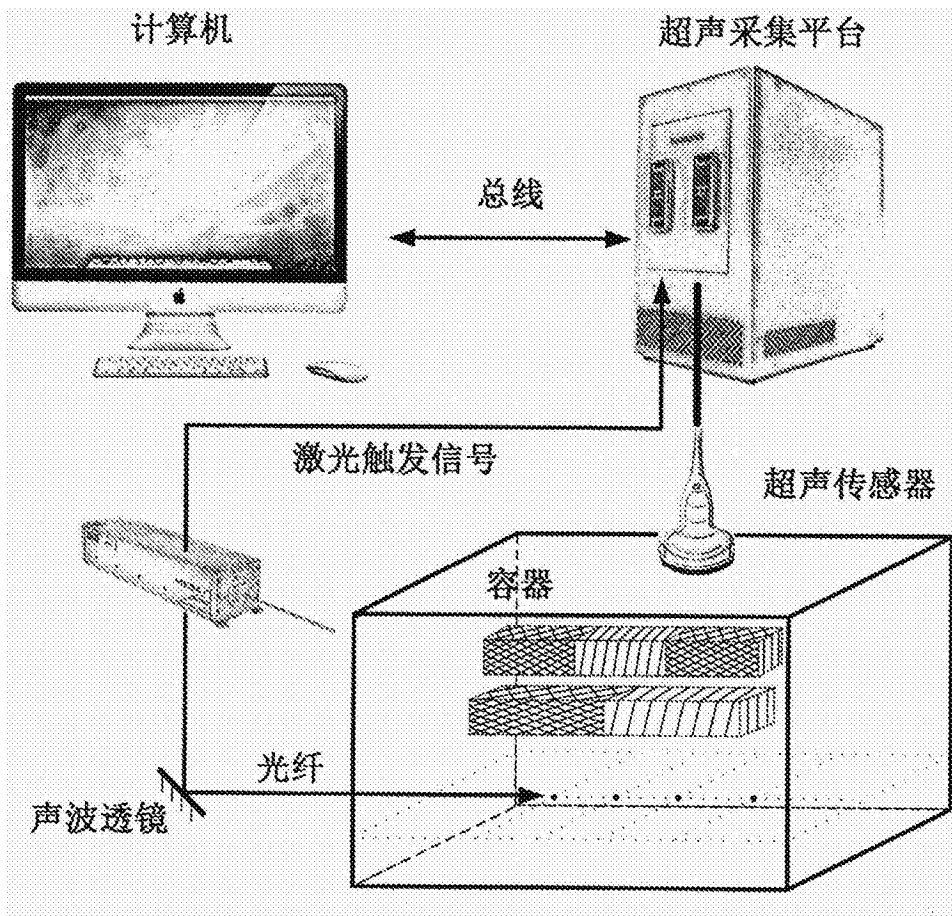 计算机
超声采集平台
总线
激光触发信号
超声传感器
容器
光纤
声波透镜